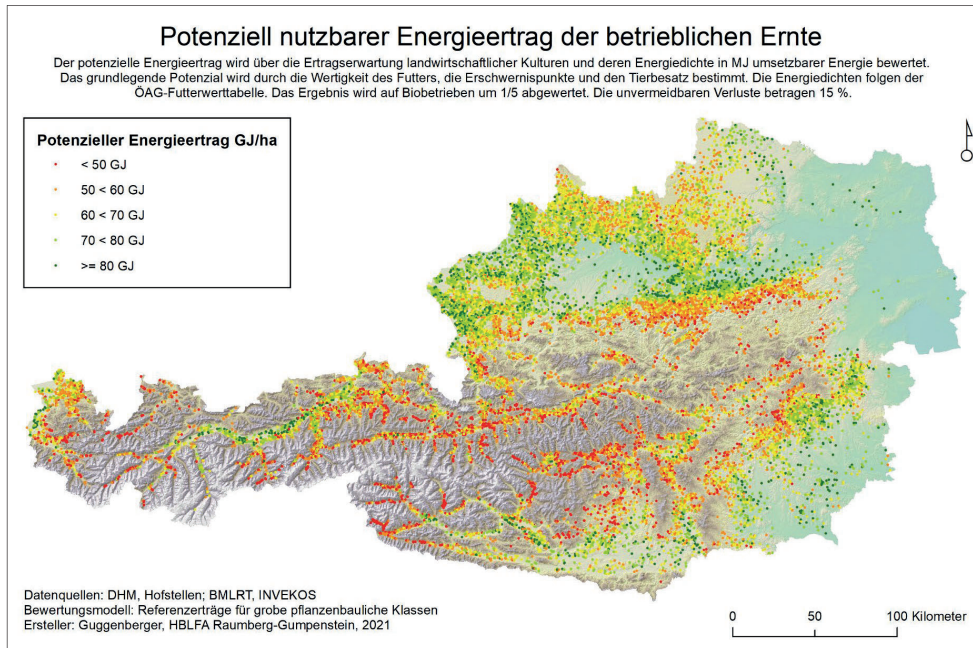 Potenziell nutzbarer Energieertrag der betrieblichen Ernte
Der potenzielle Energieertrag wird über die Ertragserwartung landwirtschaftlicher Kulturen und deren Energiedichte in MJ umsetzbarer Energie bewertet.
Das grundlegende Potenzial wird durch die Wertigkeit des Futters, die Erschwernispunkte und den Tierbesatz bestimmt. Die Energiedichten folgen der
ÖAG-Futterwerttabelle. Das Ergebnis wird auf Biobetrieben um 1/5 abgewertet. Die unvermeidbaren Verluste betragen 15 %.
Potenzieller Energieertrag GJ/ha
< 50 GJ
50 < 60 GJ
60 < 70 GJ
70 < 80 GJ
>= 80 GJ
Datenquellen: DHM, Hofstellen; BMLRT, INVEKOS
Bewertungsmodell: Referenzerträge für grobe pflanzenbauliche Klassen
Ersteller: Guggenberger, HBLFA Raumberg-Gumpenstein, 2021
0 50 100 Kilometer